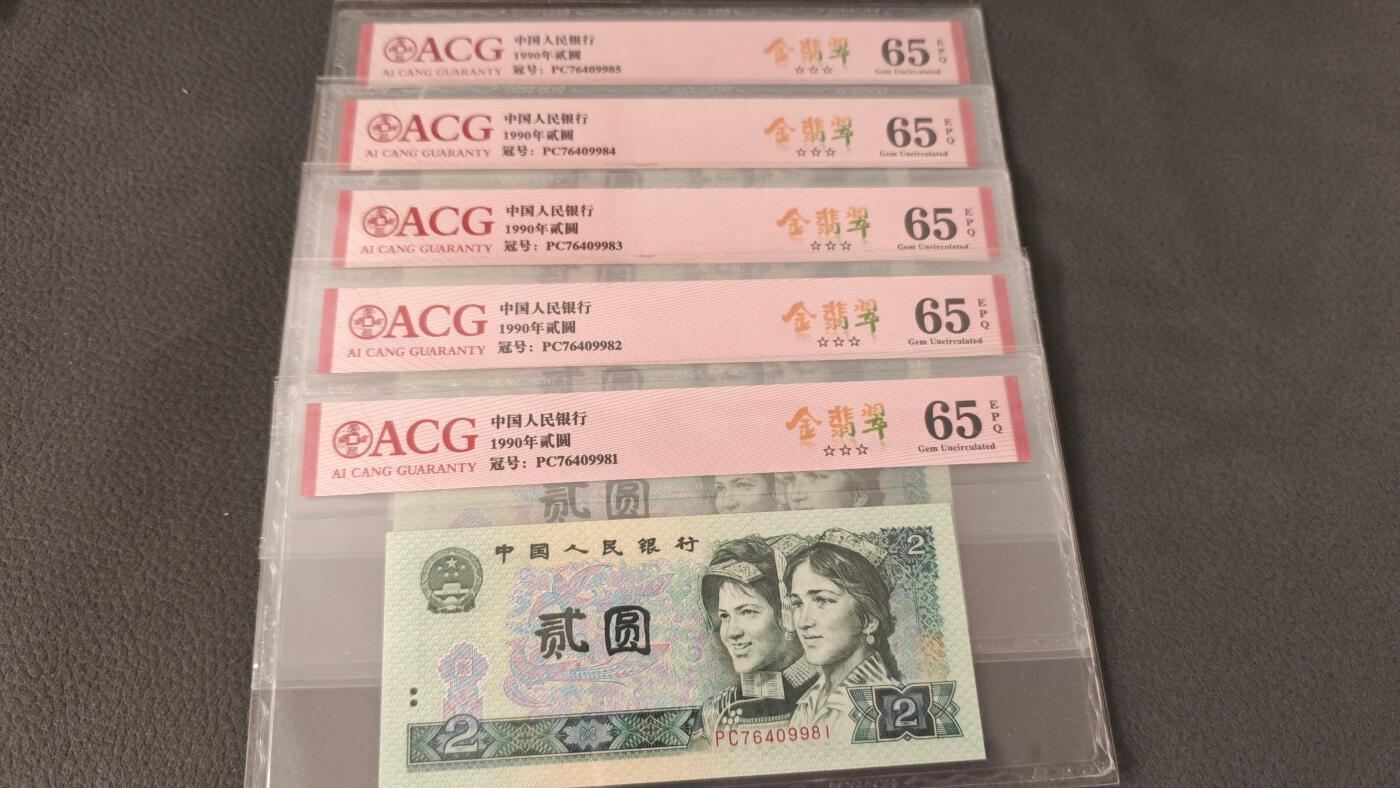 ACG
AI CANG GUARANTY
中国人民银行
1990年贰圆
冠号：PC76409985
金翡翠
☆☆☆
65
EPQ
Gem Uncirculated
ACG
AI CANG GUARANTY
中国人民银行
1990年贰圆
冠号：PC76409984
金翡翠
☆☆☆
65
EPQ
Gem Uncirculated
ACG
AI CANG GUARANTY
中国人民银行
1990年贰圆
冠号：PC76409983
金翡翠
☆☆☆
65
EPQ
Gem Uncirculated
ACG
AI CANG GUARANTY
中国人民银行
1990年贰圆
冠号：PC76409982
金翡翠
☆☆☆
65
EPQ
Gem Uncirculated
ACG
AI CANG GUARANTY
中国人民银行
1990年贰圆
冠号：PC76409981
金翡翠
☆☆☆
65
EPQ
Gem Uncirculated
贰圆
中国人民银行
2
贰圆
2
PC76409981
2